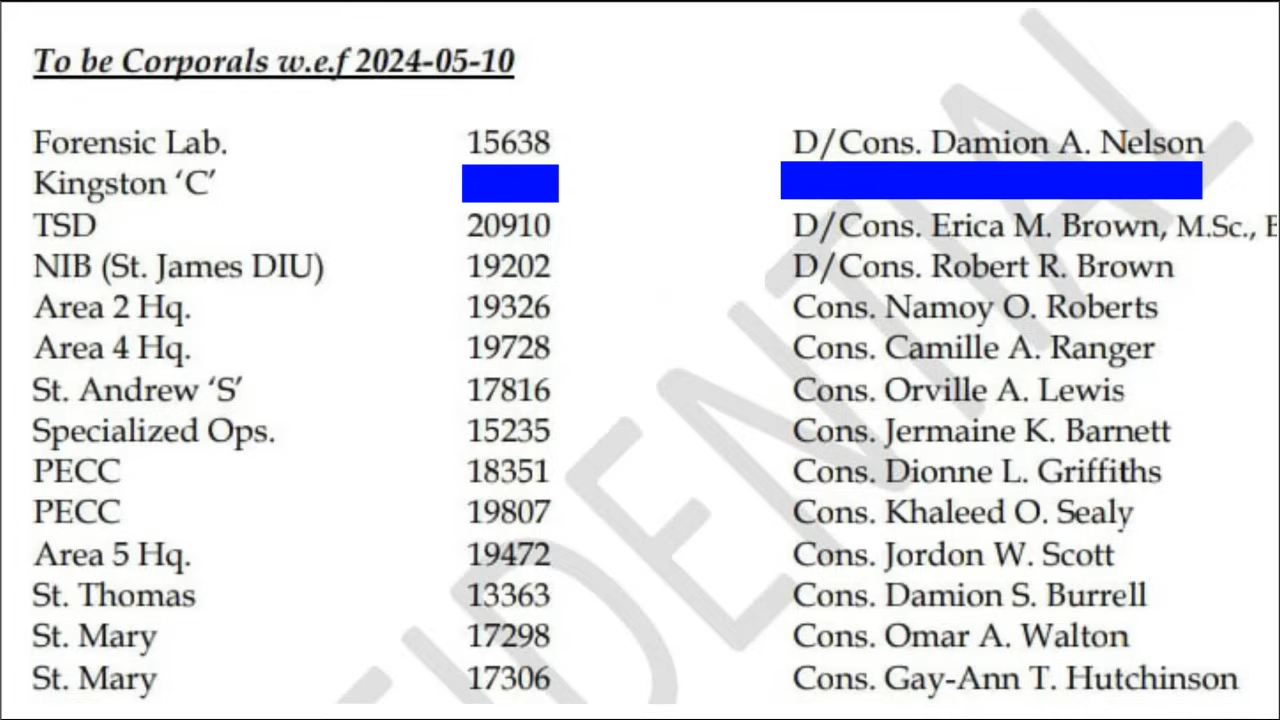 To be Corporals w.e.f 2024-05-10
Forensic Lab. 15638 D/Cons. Damion A. Nelson
Kingston ‘C’
TSD 20910 D/Cons. Erica M. Brown, M.Sc.,
NIB (St. James DIU) 19202 D/Cons. Robert R. Brown
Area 2 Hq. 19326 Cons. Namoy O. Roberts
Area 4 Hq. 19728 Cons. Camille A. Ranger
St. Andrew ‘S’ 17816 Cons. Orville A. Lewis
Specialized Ops. 15235 Cons. Jermaine K. Barnett
PECC 18351 Cons. Dionne L. Griffiths
PECC 19807 Cons. Khaleed O. Sealy
Area 5 Hq. 19472 Cons. Jordon W. Scott
St. Thomas 13363 Cons. Damion S. Burrell
St. Mary 17298 Cons. Omar A. Walton
St. Mary 17306 Cons. Gay-Ann T. Hutchinson